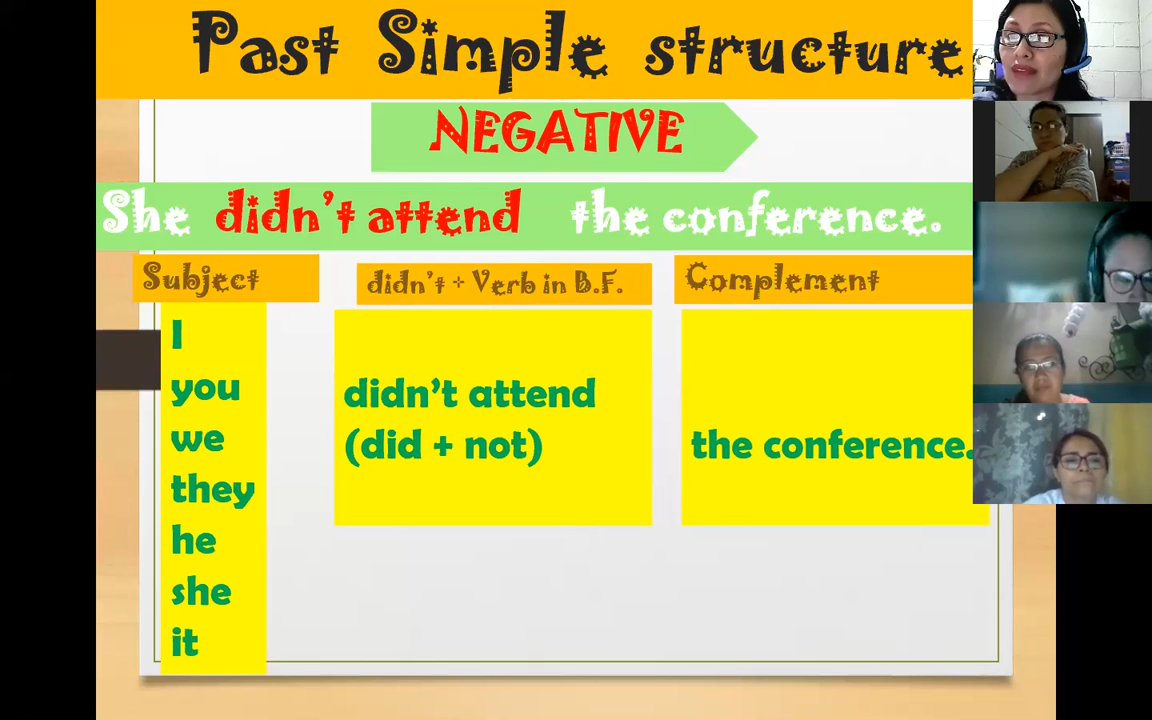 Past Simple structure
NEGATIVE
She didn't attend the conference.
Subject
didn't + Verb in B.F.
Complement
I
you
we
they
he
she
it
didn't attend
(did + not)
the conference.